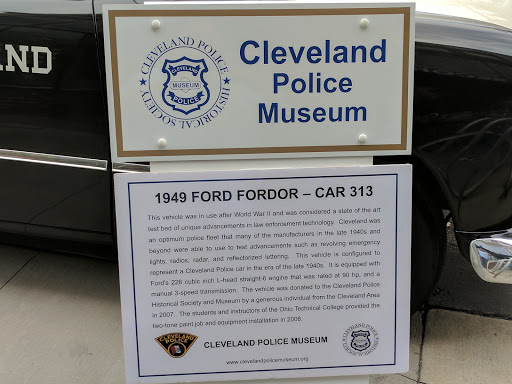 AND
CLEVELAND POLICE HISTORICAL SOCIETY
CLEVELAND
MUSEUM
POLICE
Cleveland
Police
Museum
1949 FORD FORDOR – CAR 313
This vehicle was in use after World War II and was considered a state of the art
test bed of unique advancements in law enforcement technology. Cleveland was
an optimum police fleet that many of the manufacturers in the late 1940s and
beyond were able to use to test advancements such as revolving emergency
lights, radios, radar, and reflectorized lettering. This vehicle is configured to
represent a Cleveland Police car in the era of the late 1940s. It is equipped with
Ford's 226 cubic inch L-head straight-6 engine that was rated at 90 hp, and a
manual 3-speed transmission. The vehicle was donated to the Cleveland Police
Historical Society and Museum by a generous individual from the Cleveland Area
in 2007. The students and instructors of the Ohio Technical College provided the
two-tone paint job and equipment installation in 2008.
CLEVELAND
POLICE
CLEVELAND POLICE MUSEUM
www.clevelandpolicemuseum.org